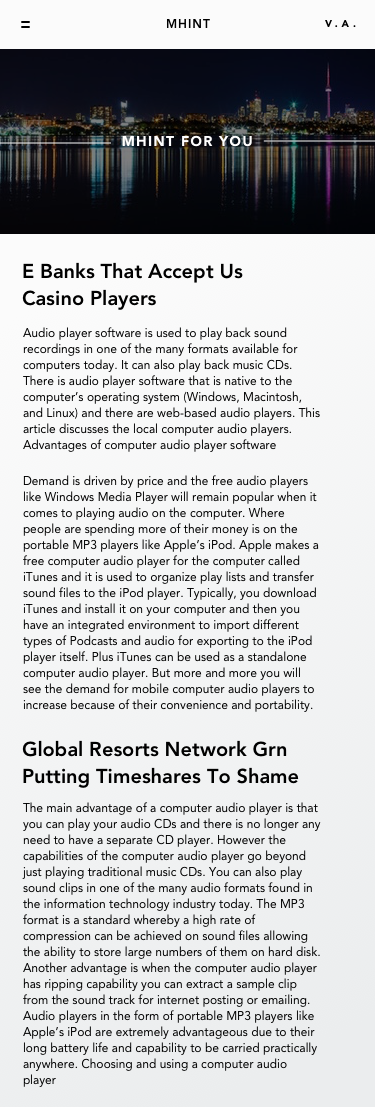 MHINT
V.A.
MHINT FOR YOU
E Banks That Accept Us
Casino Players
Audio player software is used to play back sound
recordings in one of the many formats available for
computers today. It can also play back music CDs.
There is audio player software that is native to the
computer’s operating system (Windows, Macintosh,
and Linux) and there are web-based audio players. This
article discusses the local computer audio players.
Advantages of computer audio player software
Demand is driven by price and the free audio players
like Windows Media Player will remain popular when it
comes to playing audio on the computer. Where
people are spending more of their money is on the
portable MP3 players like Apple’s iPod. Apple makes a
free computer audio player for the computer called
iTunes and it is used to organize play lists and transfer
sound files to the iPod player. Typically, you download
iTunes and install it on your computer and then you
have an integrated environment to import different
types of Podcasts and audio for exporting to the iPod
player itself. Plus iTunes can be used as a standalone
computer audio player. But more and more you will
see the demand for mobile computer audio players to
increase because of their convenience and portability.
Global Resorts Network Grn
Putting Timeshares To Shame
The main advantage of a computer audio player is that
you can play your audio CDs and there is no longer any
need to have a separate CD player. However the
capabilities of the computer audio player go beyond
just playing traditional music CDs. You can also play
sound clips in one of the many audio formats found in
the information technology industry today. The MP3
format is a standard whereby a high rate of
compression can be achieved on sound files allowing
the ability to store large numbers of them on hard disk.
Another advantage is when the computer audio player
has ripping capability you can extract a sample clip
from the sound track for internet posting or emailing.
Audio players in the form of portable MP3 players like
Apple’s iPod are extremely advantageous due to their
long battery life and capability to be carried practically
anywhere. Choosing and using a computer audio
player